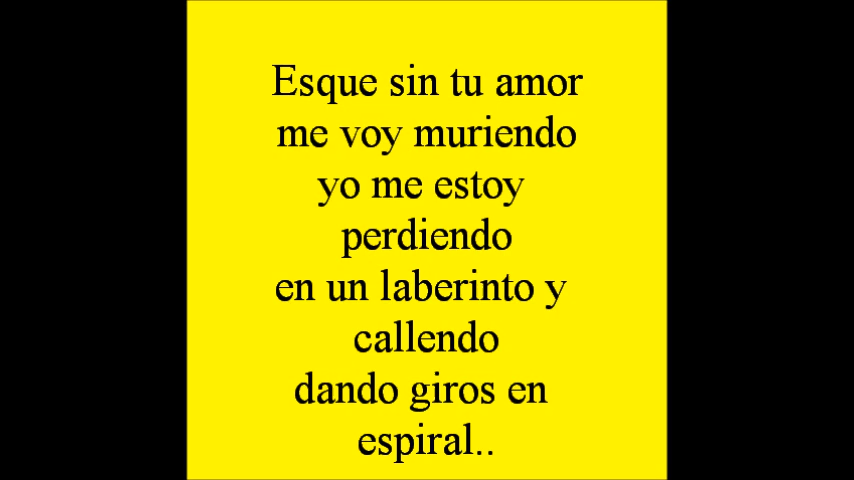 Esque sin tu amor
me voy muriendo
yo me estoy
perdiendo
en un laberinto y
callendo
dando giros en
espiral..